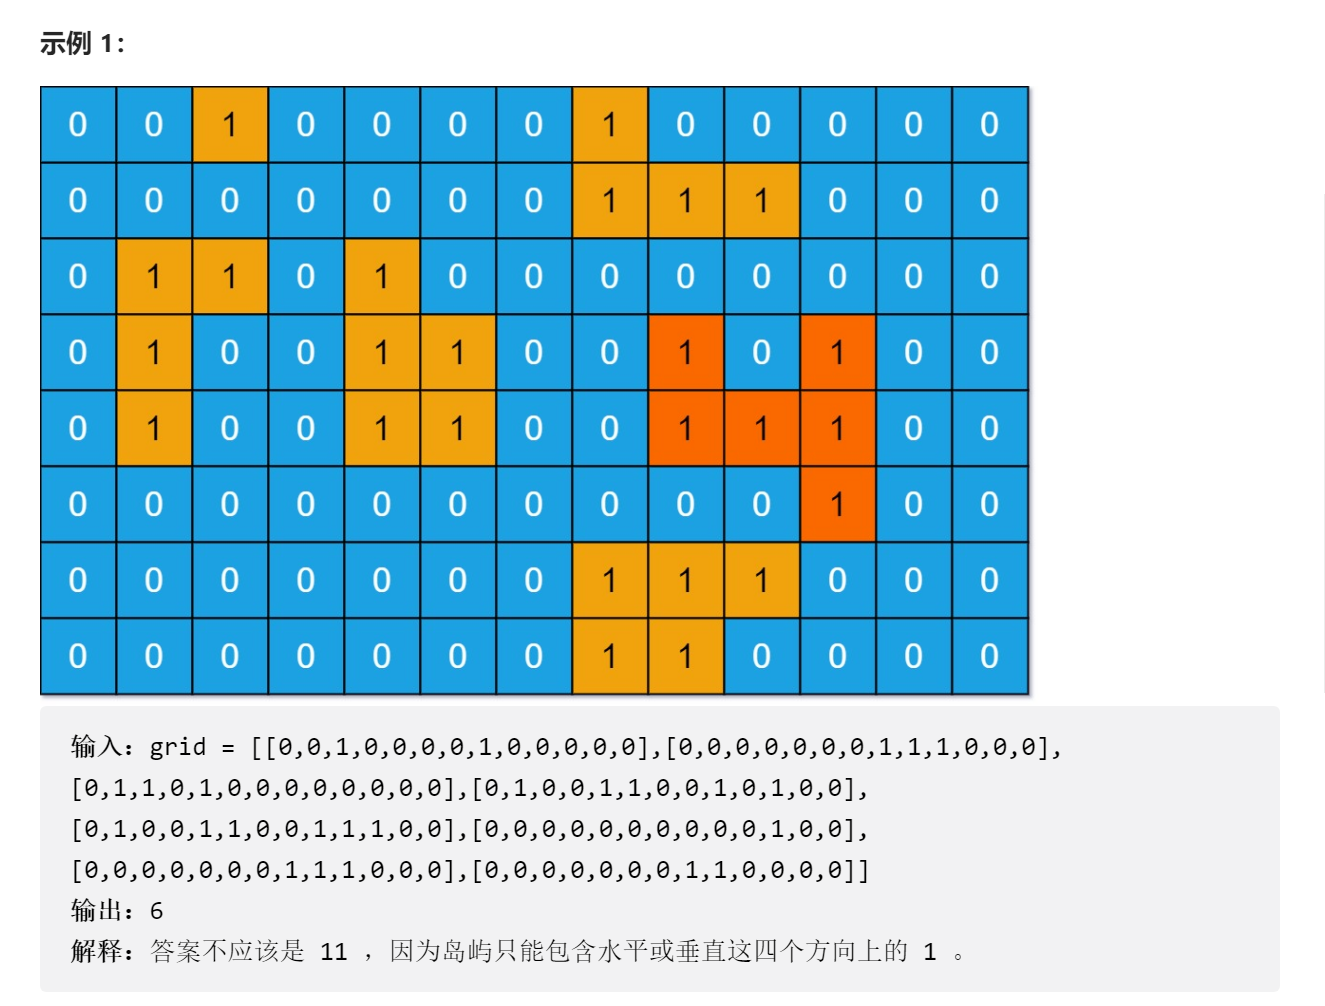 示例 1：
0 0 1 0 0 0 0 1 0 0 0 0 0
0 0 0 0 0 0 0 1 1 1 0 0 0
0 1 1 0 1 0 0 0 0 0 0 0 0
0 1 0 0 1 1 0 0 1 0 1 0 0
0 1 0 0 1 1 0 0 1 1 1 0 0
0 0 0 0 0 0 0 0 0 0 1 0 0
0 0 0 0 0 0 0 1 1 1 0 0 0
0 0 0 0 0 0 0 1 1 0 0 0 0
输入：grid = [[0,0,1,0,0,0,0,1,0,0,0,0,0],[0,0,0,0,0,0,0,1,1,1,0,0,0],
[0,1,1,0,1,0,0,0,0,0,0,0,0],[0,1,0,0,1,1,0,0,1,0,1,0,0],
[0,1,0,0,1,1,0,0,1,1,1,0,0],[0,0,0,0,0,0,0,0,0,0,1,0,0],
[0,0,0,0,0,0,0,1,1,1,0,0,0],[0,0,0,0,0,0,0,1,1,0,0,0,0]]
输出：6
解释：答案不应该是 11 ，因为岛屿只能包含水平或垂直这四个方向上的 1 。